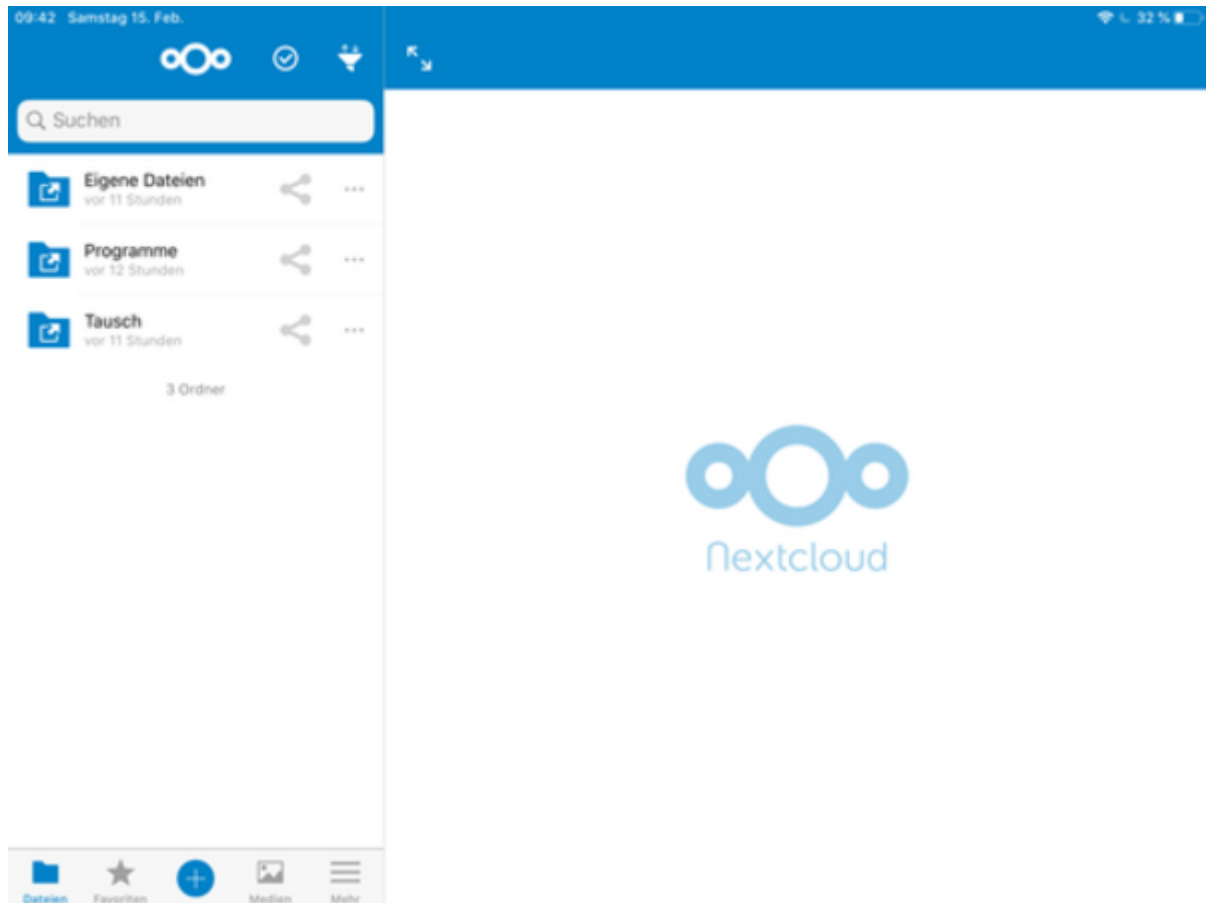 09:42 Samstag 15. Feb.
32 %
Suchen
Eigene Dateien
vor 11 Stunden
Programme
vor 12 Stunden
Tausch
vor 11 Stunden
3 Ordner
Nextcloud
Dateien Favoriten Medien Mehr